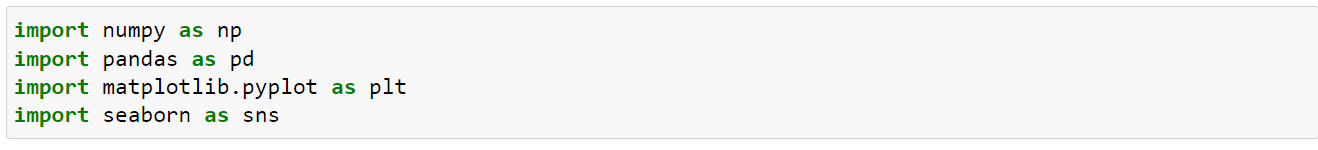 import numpy as np
import pandas as pd
import matplotlib.pyplot as plt
import seaborn as sns